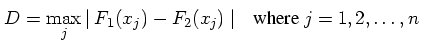 D = max_j | F_1(x_j) − F_2(x_j) |   where j = 1, 2, …, n